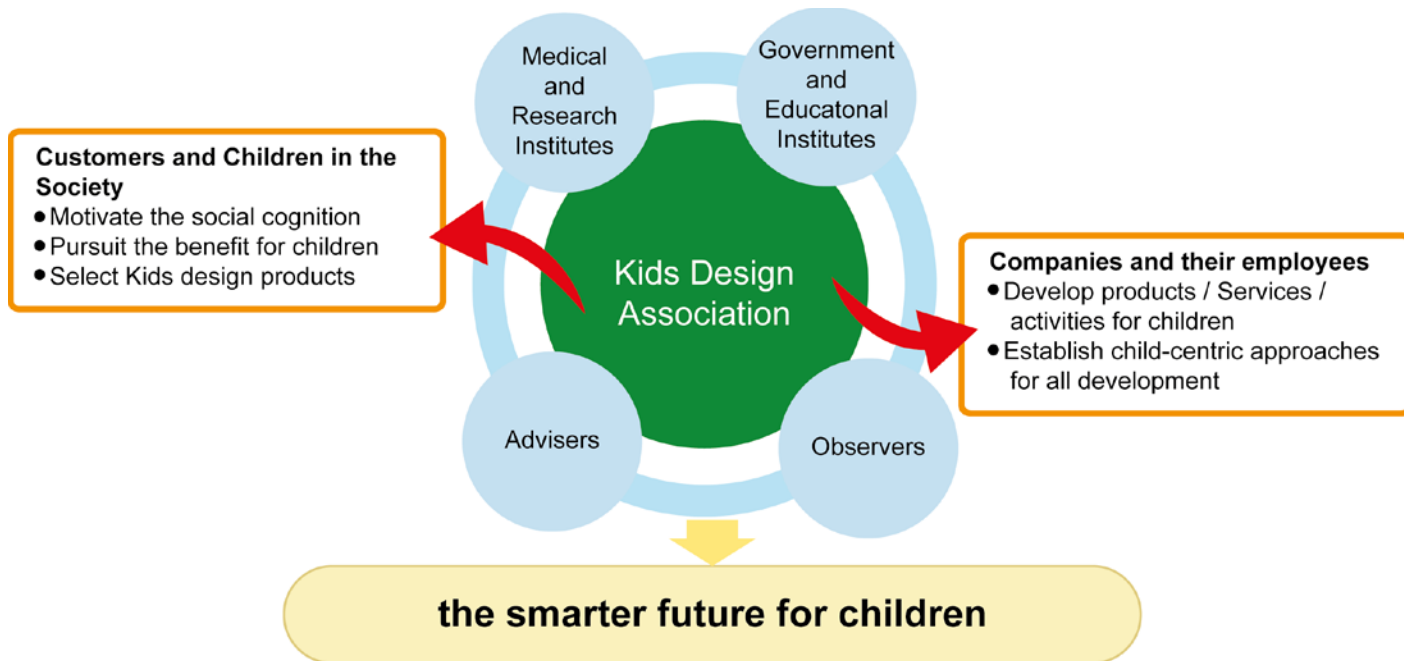 Medical
and
Research
Institutes
Government
and
Educatonal
Institutes
Customers and Children in the
Society
●Motivate the social cognition
●Pursuit the benefit for children
●Select Kids design products
Kids Design
Association
Companies and their employees
●Develop products / Services /
activities for children
●Establish child-centric approaches
for all development
Advisers
Observers
the smarter future for children